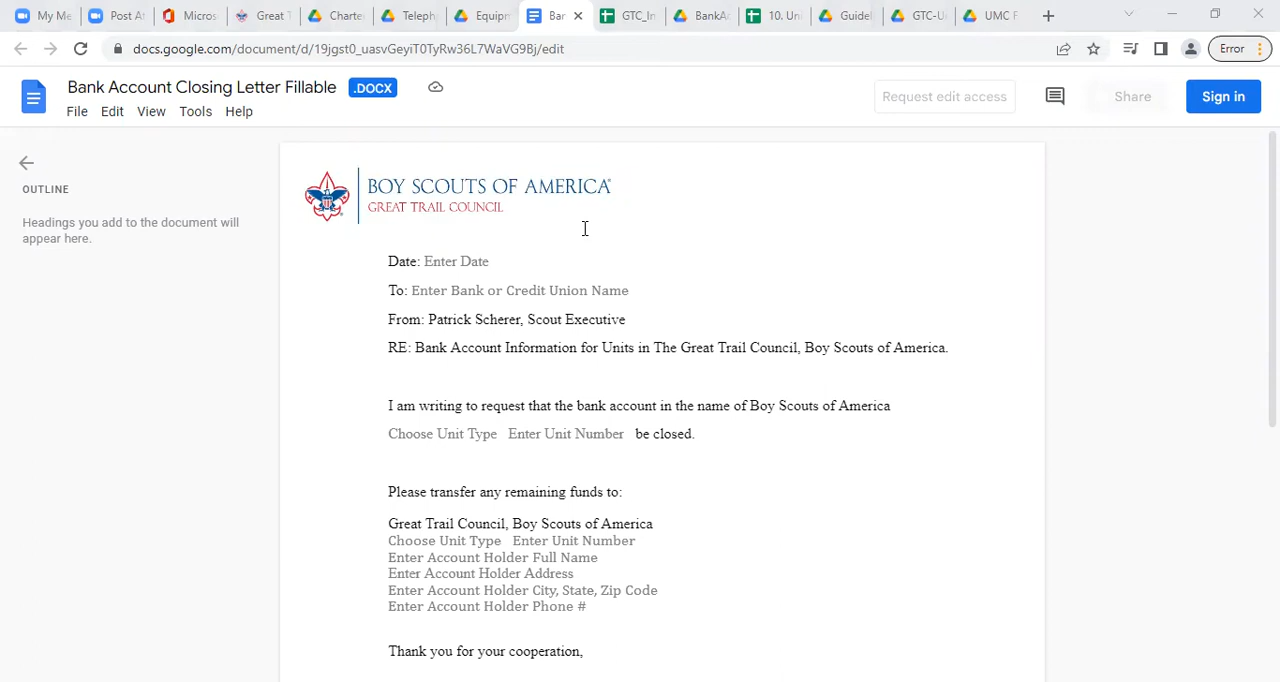 My Me
Post Af
Micros
Great T
Charte
Teleph
Equipm
Bar
GTC_In
BankA
10. Uni
Guidel
GTC-U
UMC F
docs.google.com/document/d/19jgst0_uasvGeyiT0TyRw36L7WaVG9Bj/edit
Error
Bank Account Closing Letter Fillable .DOCX
File Edit View Tools Help
Request edit access
Share
Sign in
OUTLINE
Headings you add to the document will
appear here.
BOY SCOUTS OF AMERICA®
GREAT TRAIL COUNCIL
Date: Enter Date
To: Enter Bank or Credit Union Name
From: Patrick Scherer, Scout Executive
RE: Bank Account Information for Units in The Great Trail Council, Boy Scouts of America.
I am writing to request that the bank account in the name of Boy Scouts of America
Choose Unit Type Enter Unit Number be closed.
Please transfer any remaining funds to:
Great Trail Council, Boy Scouts of America
Choose Unit Type Enter Unit Number
Enter Account Holder Full Name
Enter Account Holder Address
Enter Account Holder City, State, Zip Code
Enter Account Holder Phone #
Thank you for your cooperation,